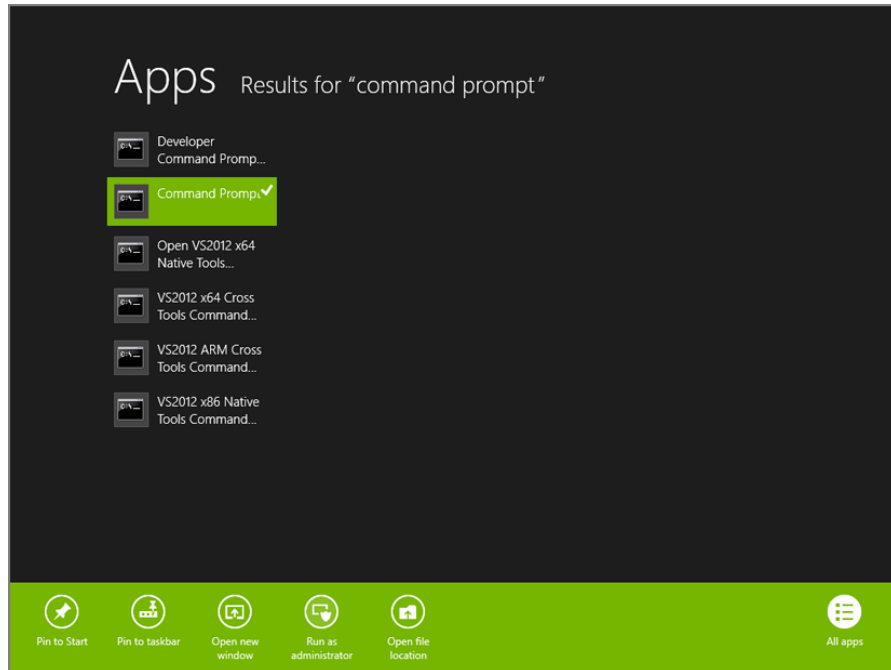 Apps Results for "command prompt"
Developer
Command Promp...
Command Prompt
Open VS2012 x64
Native Tools...
VS2012 x64 Cross
Tools Command...
VS2012 ARM Cross
Tools Command...
VS2012 x86 Native
Tools Command...
Pin to Start
Pin to taskbar
Open new
window
Run as
administrator
Open file
location
All apps